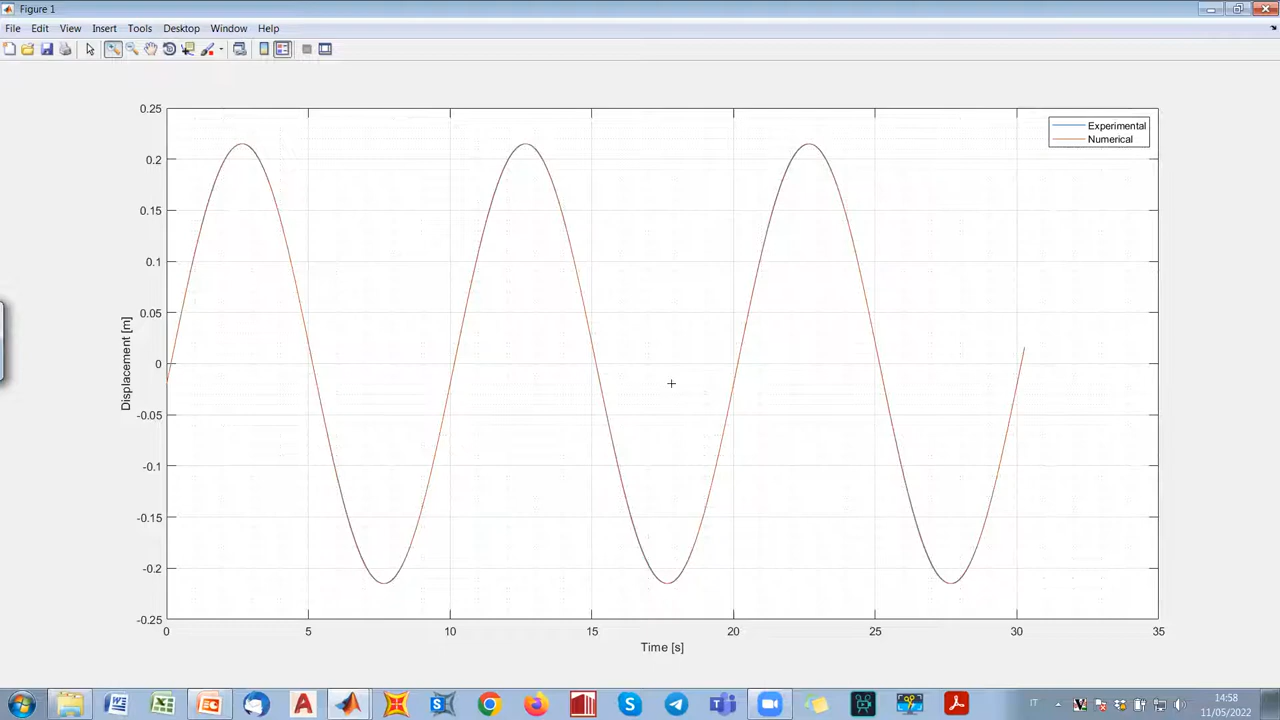 Figure 1
File Edit View Insert Tools Desktop Window Help
Experimental
Numerical
0.25
0.2
0.15
0.1
0.05
0
-0.05
-0.1
-0.15
-0.2
-0.25
Displacement [m]
0 5 10 15 20 25 30 35
Time [s]
IT
14:58
11/05/2022